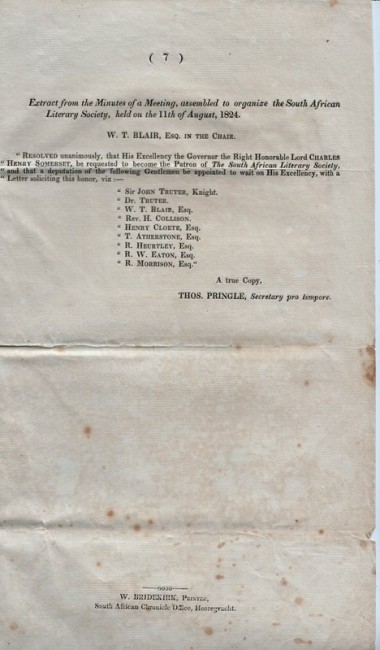 ( 7 )
Extract from the Minutes of a Meeting, assembled to organize the South African
Literary Society, held on the 11th of August, 1824.
W. T. BLAIR, ESQ. IN THE CHAIR.
" RESOLVED unanimously, that His Excellency the Governor the Right Honorable Lord CHARLES
" HENRY SOMERSET, be requested to become the Patron of The South African Literary Society,
" and that a deputation of the following Gentlemen be appointed to wait on His Excellency, with a
" Letter soliciting this honor, viz :—
" Sir JOHN TRUTER, Knight.
" Dr. TRUTER.
" W. T. BLAIR, Esq.
" Rev. H. COLLISON.
" HENRY CLOETE, Esq.
" T. ATHERSTONE, Esq.
" R. HEURTLEY, Esq.
" R. W. EATON, Esq.
" R. MORRISON, Esq."
A true Copy.
THOS. PRINGLE, Secretary pro tempore.
W. BRIDEKIRK, PRINTER,
South African Chronicle Office, Heeregracht.